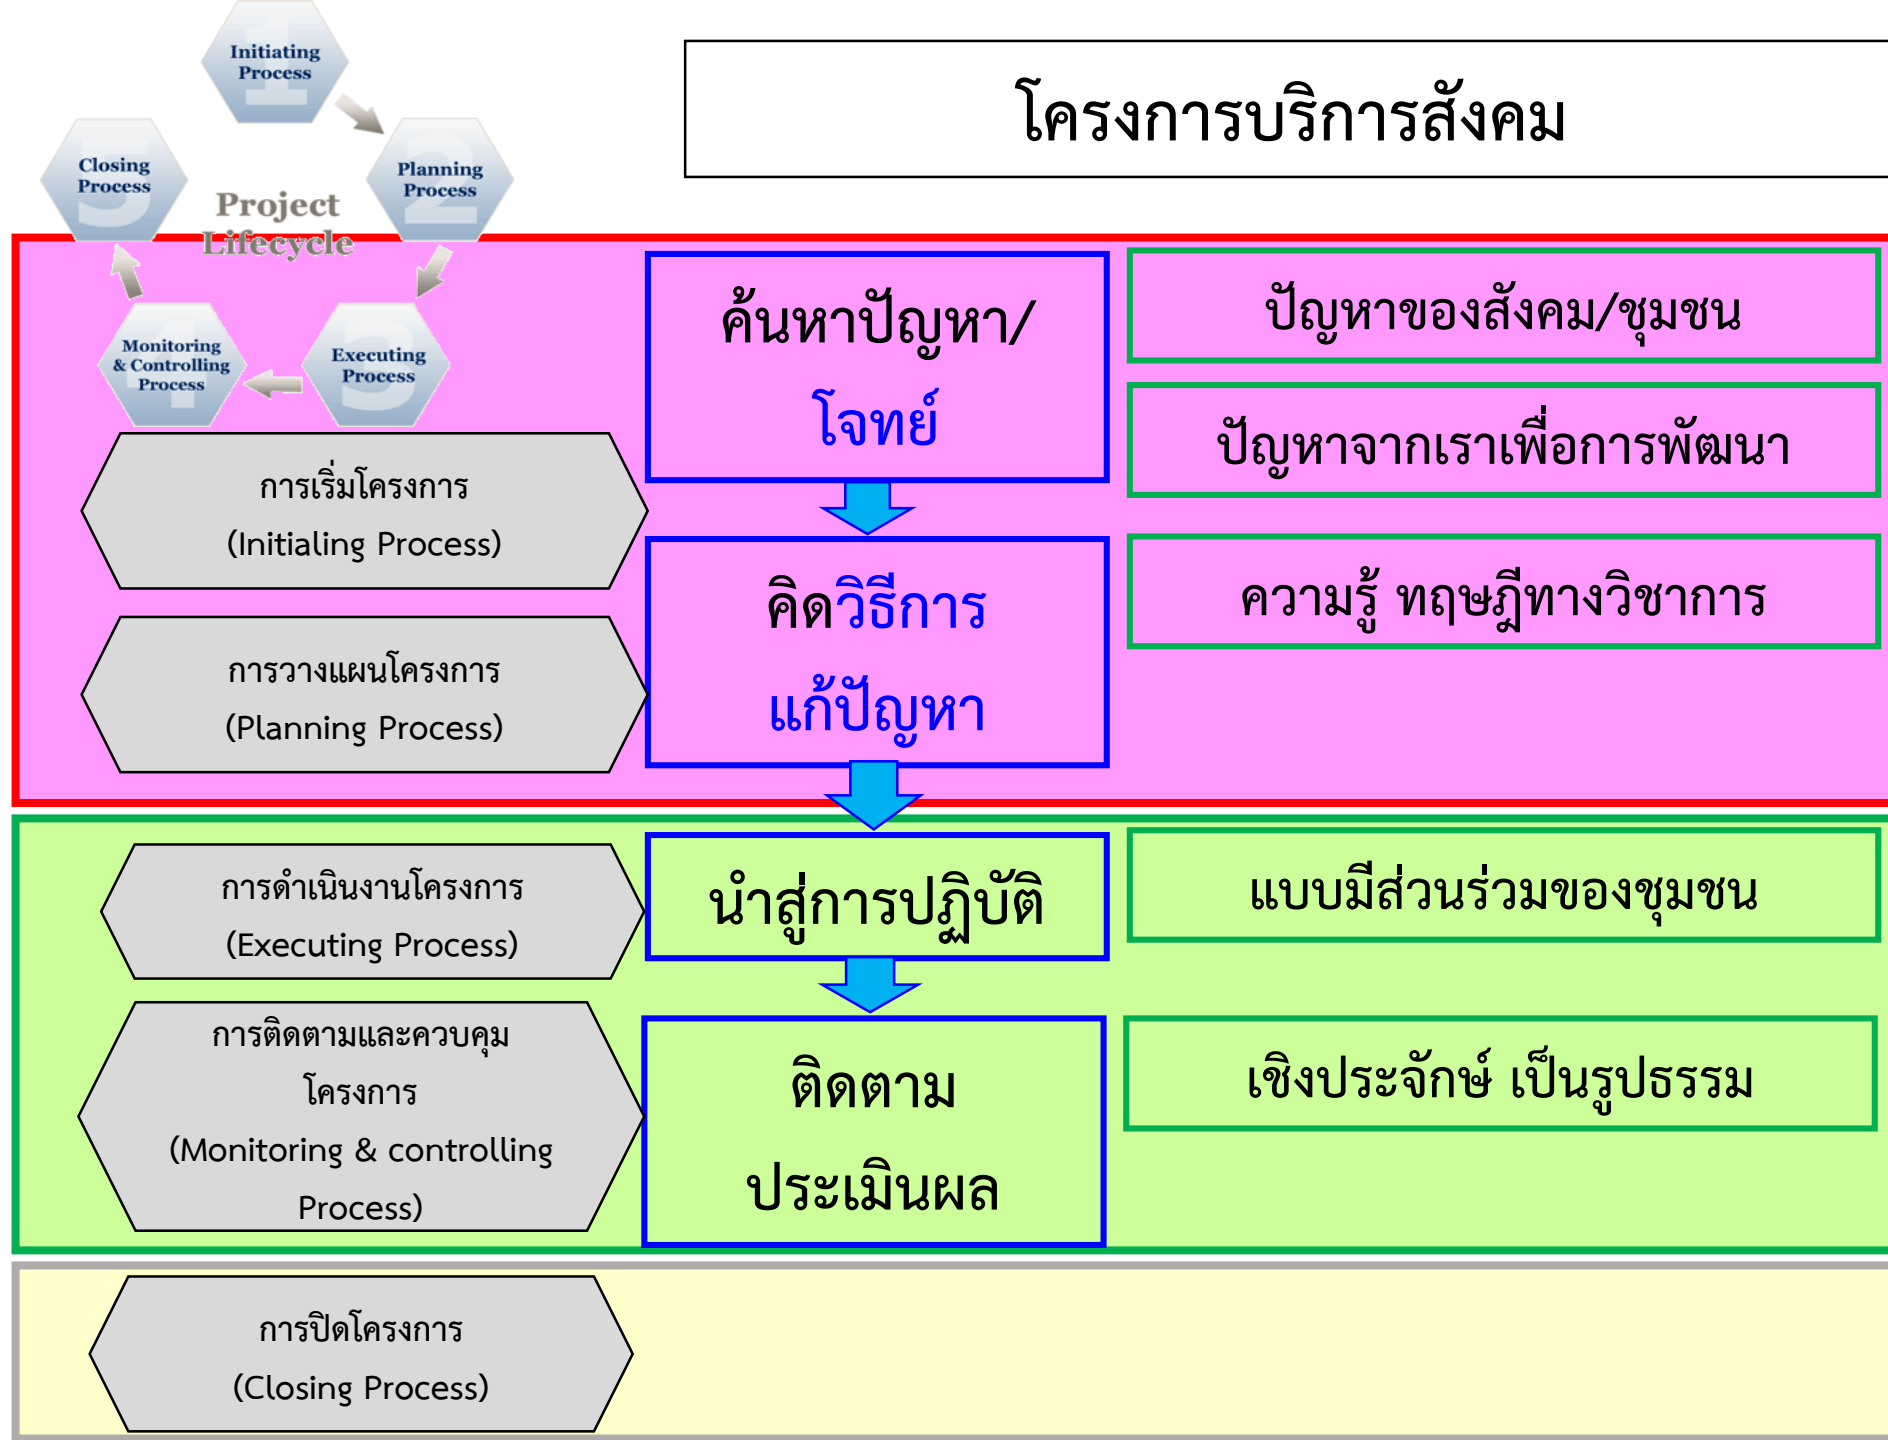 Initiating
Process
Planning
Process
Executing
Process
Monitoring
& Controlling
Process
Closing
Process
Project
Lifecycle
1
2
3
4
5
โครงการบริการสังคม
การเริ่มโครงการ
(Initialing Process)
การวางแผนโครงการ
(Planning Process)
ค้นหาปัญหา/
โจทย์
ปัญหาของสังคม/ชุมชน
ปัญหาจากเราเพื่อการพัฒนา
คิดวิธีการ
แก้ปัญหา
ความรู้ ทฤษฎีทางวิชาการ
การดำเนินงานโครงการ
(Executing Process)
นำสู่การปฏิบัติ
แบบมีส่วนร่วมของชุมชน
การติดตามและควบคุม
โครงการ
(Monitoring & controlling
Process)
ติดตาม
ประเมินผล
เชิงประจักษ์ เป็นรูปธรรม
การปิดโครงการ
(Closing Process)